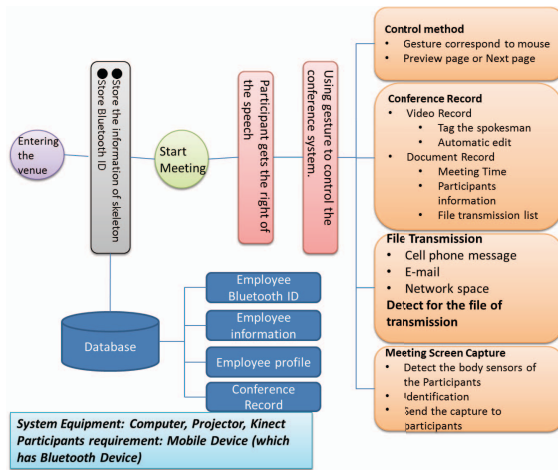 Entering
the
venue
● Store the information of skeleton
● Store Bluetooth ID
Start
Meeting
Participant gets the right of
the speech
Using gesture to control the
conference system.
Control method
• Gesture correspond to mouse
• Preview page or Next page
Conference Record
• Video Record
• Tag the spokesman
• Automatic edit
• Document Record
• Meeting Time
• Participants
information
• File transmission list
File Transmission
• Cell phone message
• E-mail
• Network space
Detect for the file of
transmission
Meeting Screen Capture
• Detect the body sensors of
the Participants
• Identification
• Send the capture to
participants
Database
Employee
Bluetooth ID
Employee
information
Employee profile
Conference
Record
System Equipment: Computer, Projector, Kinect
Participants requirement: Mobile Device (which
has Bluetooth Device)